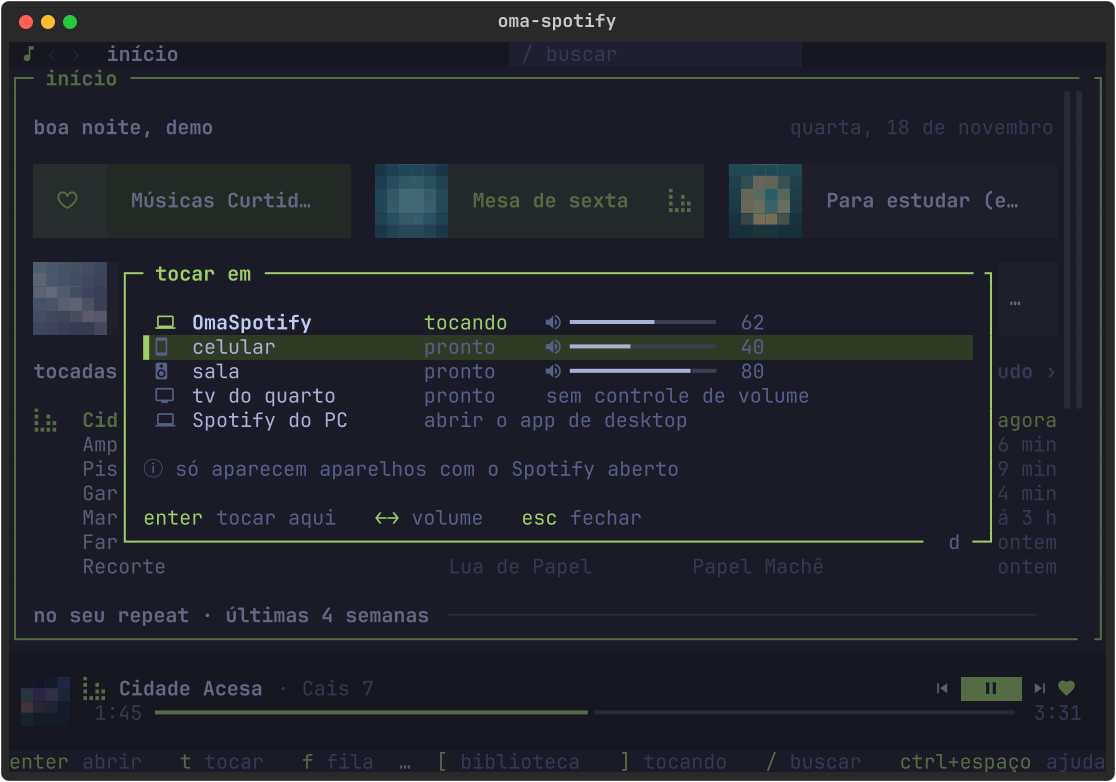 oma-spotify
‹ › início / buscar
início
boa noite, demo quarta, 18 de novembro
Músicas Curtid… Mesa de sexta Para estudar (e…
tocar em
…
OmaSpotify tocando 62
celular pronto 40
tocadas sala pronto 80 udo ›
tv do quarto pronto sem controle de volume
Cid Spotify do PC abrir o app de desktop agora
Amp 6 min
Pis só aparecem aparelhos com o Spotify aberto 9 min
Gar 4 min
Mar enter tocar aqui ↔ volume esc fechar á 3 h
Far d ontem
Recorte Lua de Papel Papel Machê ontem
no seu repeat · últimas 4 semanas
Cidade Acesa · Cais 7
1:45 3:31
enter abrir t tocar f fila … [ biblioteca ] tocando / buscar ctrl+espaço ajuda